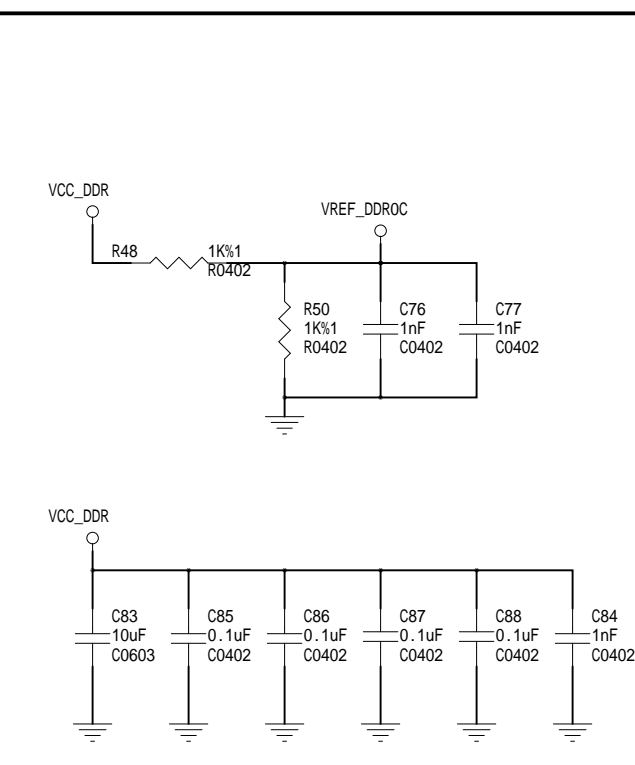 VCC_DDR
VREF_DDR0C
R48
1K%1
R0402
R50
1K%1
R0402
C76
1nF
C0402
C77
1nF
C0402
VCC_DDR
C83
10uF
C0603
C85
0.1uF
C0402
C86
0.1uF
C0402
C87
0.1uF
C0402
C88
0.1uF
C0402
C84
1nF
C0402